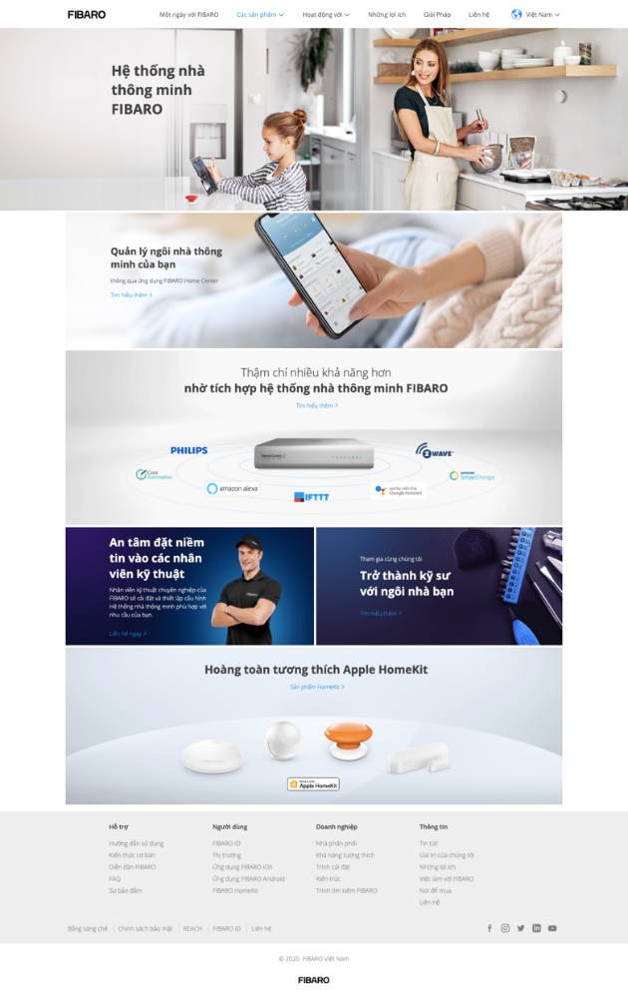 FIBARO
Một ngày với FIBARO
Các sản phẩm
Hoạt động với
Những lợi ích
Giải Pháp
Liên hệ
Việt Nam
Hệ thống nhà
thông minh
FIBARO
Quản lý ngôi nhà thông
minh của bạn
thông qua ứng dụng FIBARO Home Center
Tìm hiều thêm
Thậm chí nhiều khả năng hơn
nhờ tích hợp hệ thống nhà thông minh FIBARO
Tìm hiểu thêm
PHILIPS
Home Center 2
Z WAVE
Cool
Automation
SAMSUNG
SmartThings
amazon alexa
IFTTT
works with the
Google Assistant
An tâm đặt niềm
tin vào các nhân
viên kỹ thuật
Nhân viên kỹ thuật chuyên nghiệp của
FIBARO sẽ cài đặt và thiết lập cấu hình
Hệ thống nhà thông minh phù hợp với
nhu cầu của bạn.
Liên hệ ngay
Tham gia cùng chúng tôi
Trở thành kỹ sư
với ngôi nhà bạn
Tìm hiểu thêm
Hoàng toàn tương thích Apple HomeKit
Sản phẩm HomeKit
Works with
Apple HomeKit
Hỗ trợ
Hướng dẫn sử dụng
Kiến thức cơ bản
Diễn đàn FIBARO
FAQ
Sự bảo đảm
Người dùng
FIBARO ID
Thị trường
Ứng dụng FIBARO IOS
Ứng dụng FIBARO Android
FIBARO HomeKit
Doanh nghiệp
Nhà phân phối
Khả năng tương thích
Trình cài đặt
Kiến trúc
Trình tìm kiếm FIBARO
Thông tin
Tin tức
Giá trị của chúng tôi
Những lợi ích
Việc làm với FIBARO
Nơi để mua
Liên hệ
Bằng sáng chế
Chính sách bảo mật
REACH
FIBARO ID
Liên hệ
© 2020. FIBARO Việt Nam
FIBARO